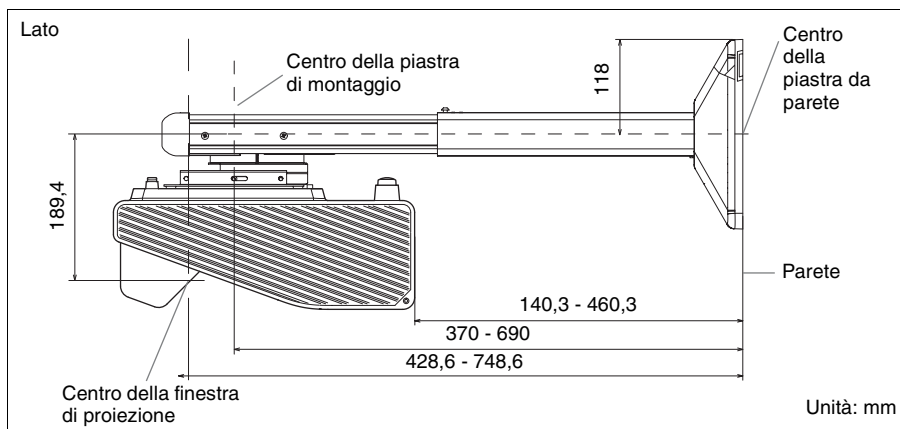 Lato
Centro della piastra
di montaggio
118
Centro
della
piastra da
parete
189,4
Parete
140,3 - 460,3
370 - 690
428,6 - 748,6
Centro della finestra
di proiezione
Unità: mm